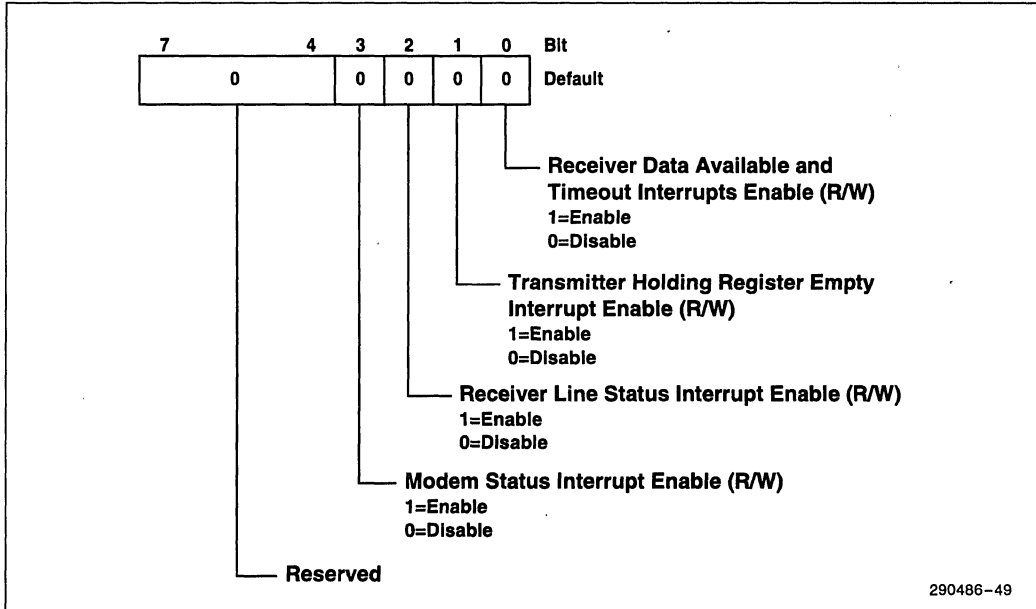 7 4 3 2 1 0 Bit
0 0 0 0 0 Default
Receiver Data Available and
Timeout Interrupts Enable (R/W)
1=Enable
0=Disable
Transmitter Holding Register Empty
Interrupt Enable (R/W)
1=Enable
0=Disable
Receiver Line Status Interrupt Enable (R/W)
1=Enable
0=Disable
Modem Status Interrupt Enable (R/W)
1=Enable
0=Disable
Reserved
290486-49